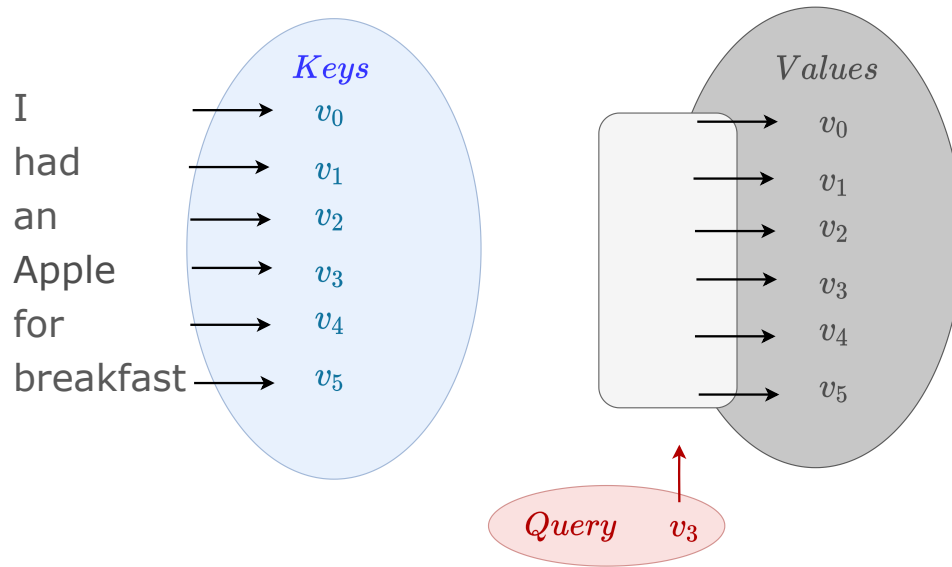 Keys
Values
I
v₀
v₀
had
v₁
v₁
an
v₂
v₂
Apple
v₃
v₃
for
v₄
v₄
breakfast
v₅
v₅
Query v₃